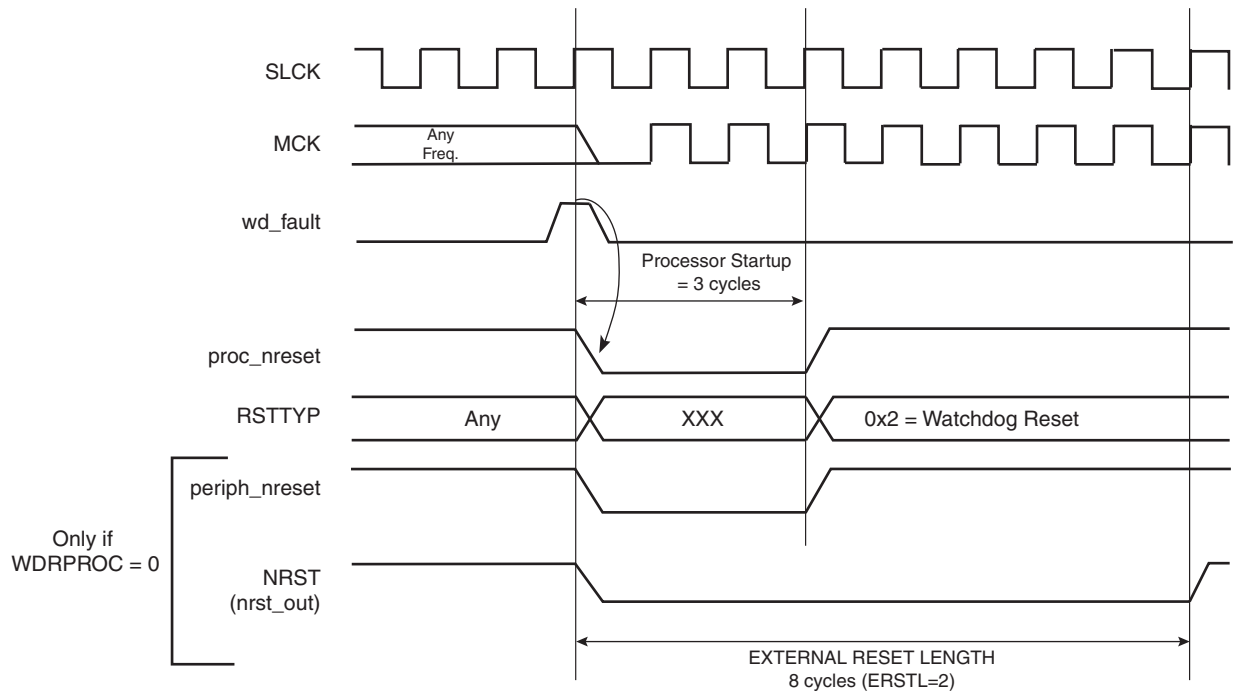 SLCK
MCK
Any
Freq.
wd_fault
Processor Startup
= 3 cycles
proc_nreset
RSTTYP
Any
XXX
0x2 = Watchdog Reset
periph_nreset
Only if
WDRPROC = 0
NRST
(nrst_out)
EXTERNAL RESET LENGTH
8 cycles (ERSTL=2)